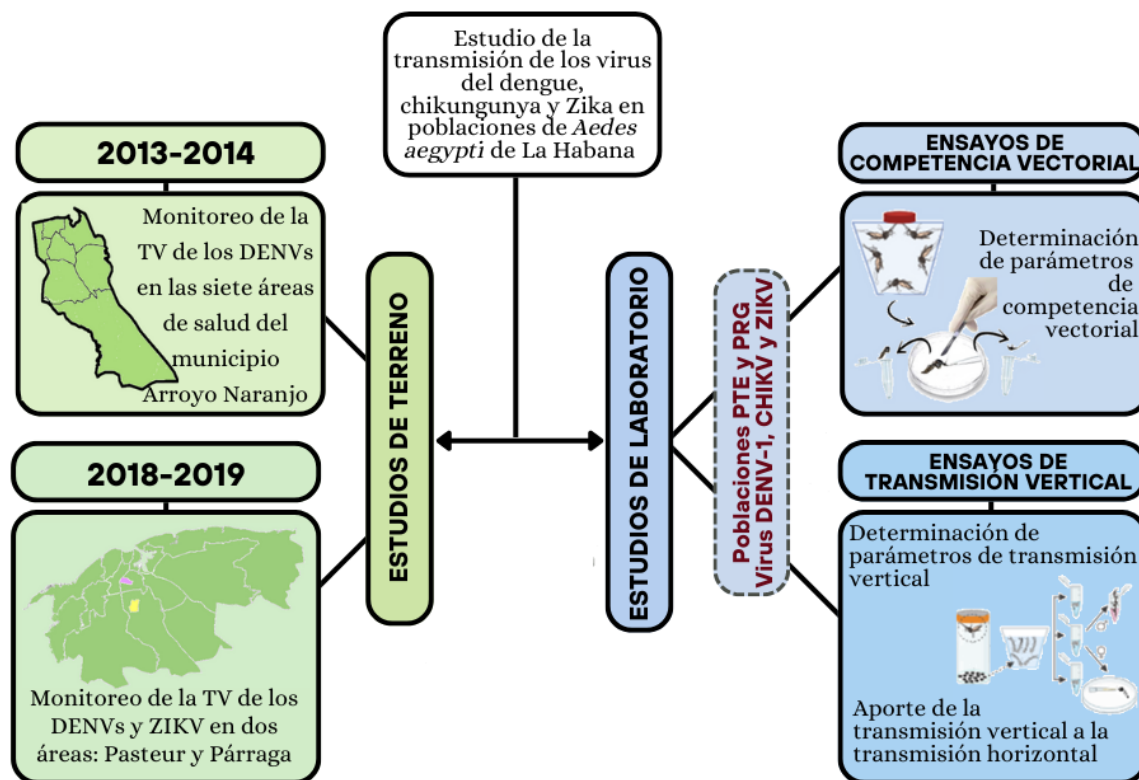 Estudio de la
transmisión de los virus
del dengue,
chikungunya y Zika en
poblaciones de Aedes
aegypti de La Habana
2013-2014
Monitoreo de la
TV de los DENVs
en las siete áreas
de salud del
municipio
Arroyo Naranjo
2018-2019
Monitoreo de la TV de los
DENVs y ZIKV en dos
áreas: Pasteur y Párraga
ESTUDIOS DE TERRENO
ESTUDIOS DE LABORATORIO
Poblaciones PTE y PRG
Virus DENV-1, CHIKV y ZIKV
ENSAYOS DE
COMPETENCIA VECTORIAL
Determinación
de parámetros
de
competencia
vectorial
ENSAYOS DE
TRANSMISIÓN VERTICAL
Determinación de
parámetros de transmisión
vertical
Aporte de la
transmisión vertical a la
transmisión horizontal